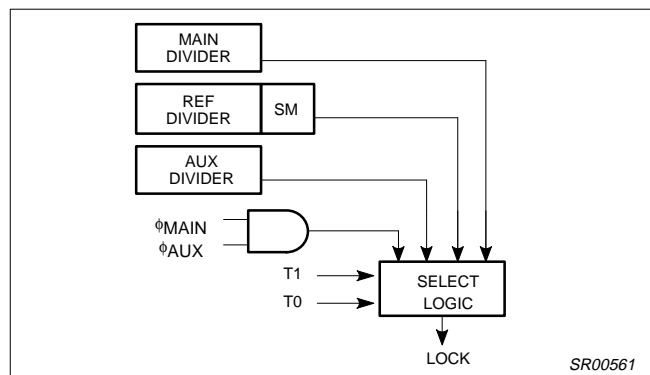 MAIN
DIVIDER
REF
DIVIDER
SM
AUX
DIVIDER
ϕMAIN
ϕAUX
T1
T0
SELECT
LOGIC
LOCK
SR00561